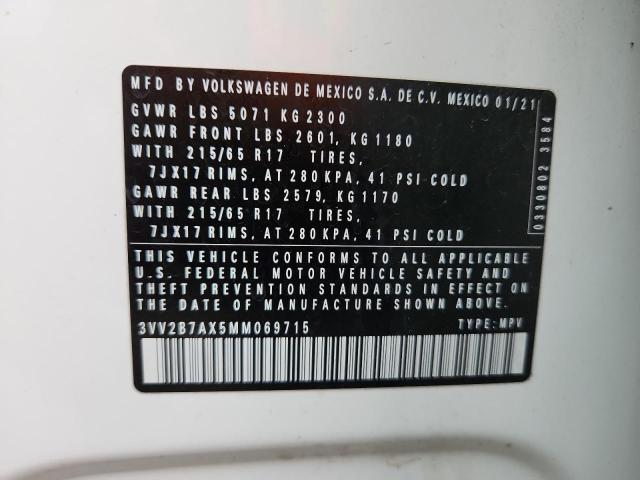 MFD BY VOLKSWAGEN DE MEXICO S.A. DE C.V. MEXICO 01/21
GVWR LBS 5071 KG 2300
GAWR FRONT LBS 2601, KG 1180
WITH 215/65 R17 TIRES,
7JX17 RIMS, AT 280 KPA, 41 PSI COLD
GAWR REAR LBS 2579, KG 1170
WITH 215/65 R17 TIRES,
7JX17 RIMS, AT 280 KPA, 41 PSI COLD
0330802 3584
THIS VEHICLE CONFORMS TO ALL APPLICABLE
U.S. FEDERAL MOTOR VEHICLE SAFETY AND
THEFT PREVENTION STANDARDS IN EFFECT ON
THE DATE OF MANUFACTURE SHOWN ABOVE
3VV2B7AX5MM069715 TYPE: MPV